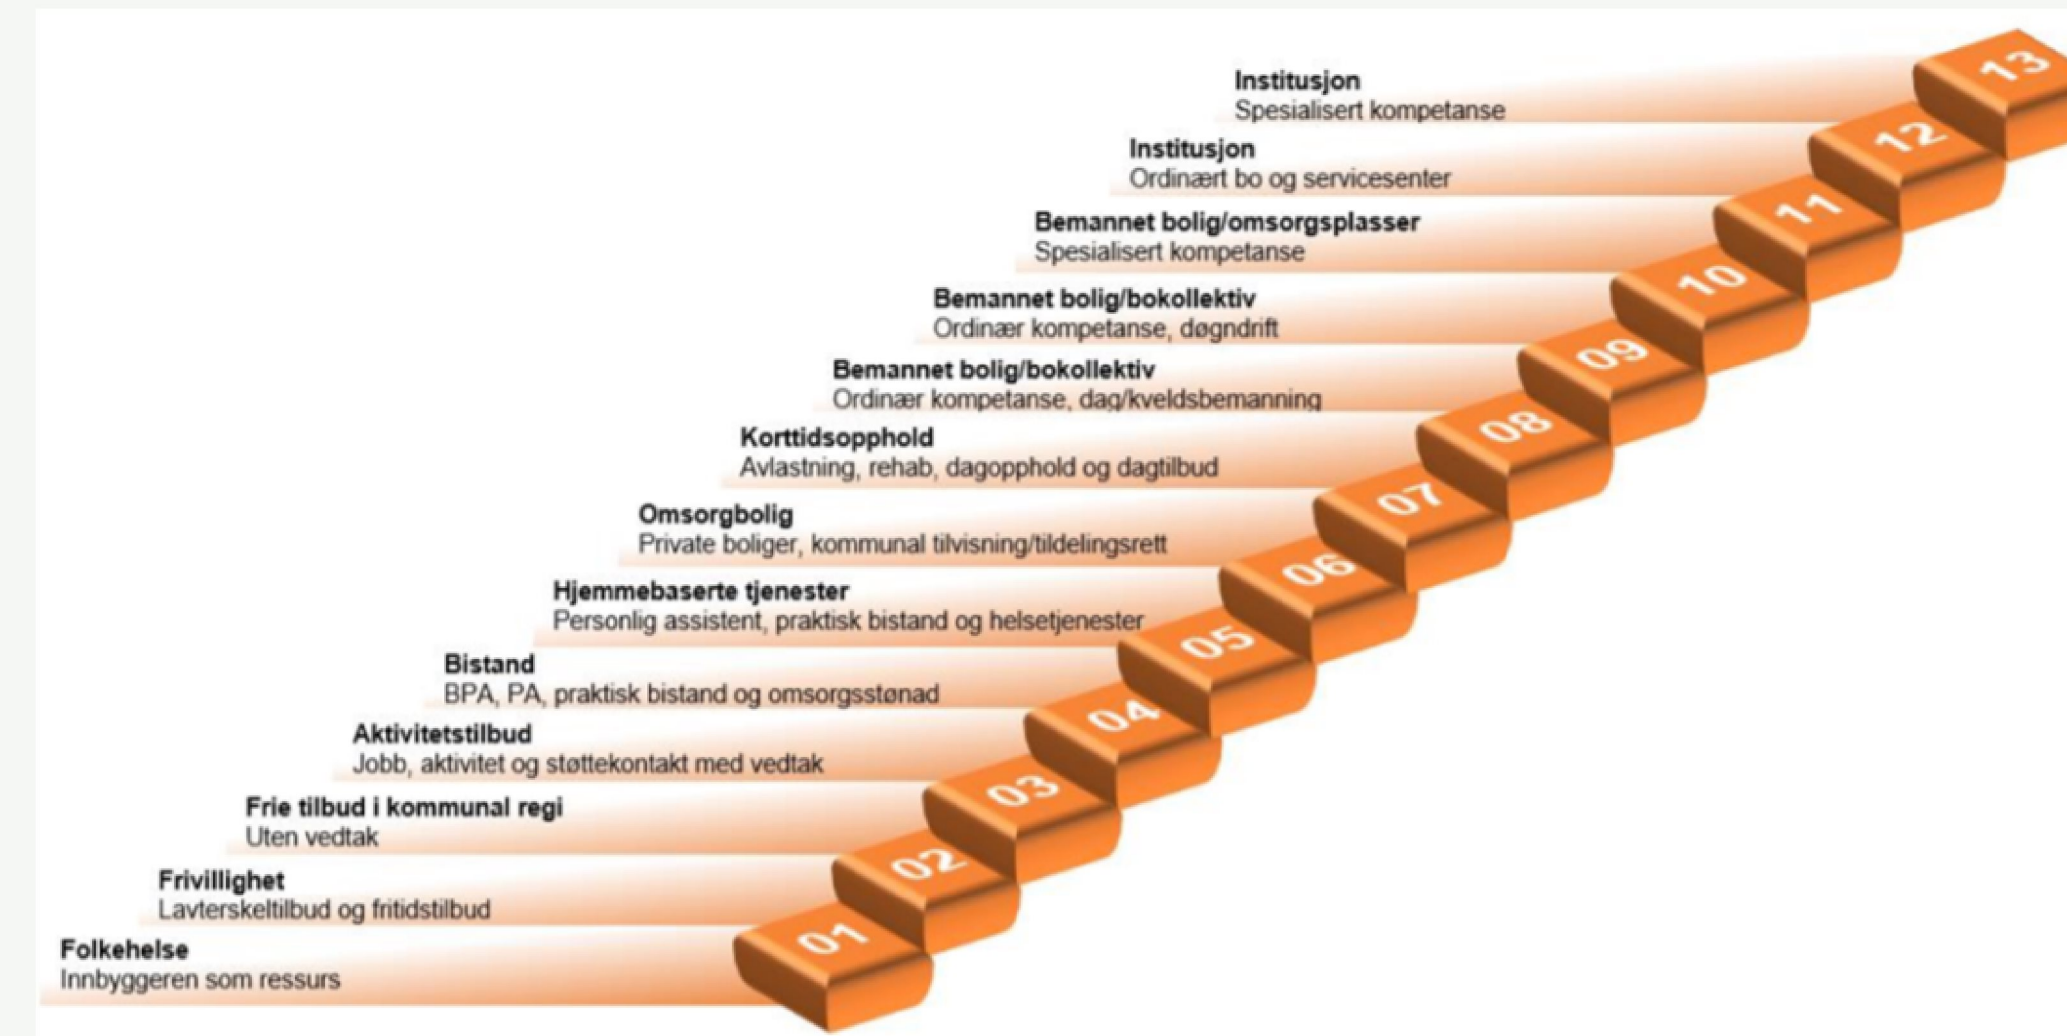 Institusjon
Spesialisert kompetanse
13
Institusjon
Ordinært bo og servicesenter
12
Bemannet bolig/omsorgsplasser
Spesialisert kompetanse
11
Bemannet bolig/bokollektiv
Ordinær kompetanse, døgndrift
10
Bemannet bolig/bokollektiv
Ordinær kompetanse, dag/kveldsbemanning
09
Korttidsopphold
Avlastning, rehab, dagopphold og dagtilbud
08
Omsorgbolig
Private boliger, kommunal tilvisning/tildelingsrett
07
Hjemmebaserte tjenester
Personlig assistent, praktisk bistand og helsetjenester
06
Bistand
BPA, PA, praktisk bistand og omsorgsstønad
05
Aktivitetstilbud
Jobb, aktivitet og støttekontakt med vedtak
04
Frie tilbud i kommunal regi
Uten vedtak
03
Frivillighet
Lavterskeltilbud og fritidstilbud
02
Folkehelse
Innbyggeren som ressurs
01